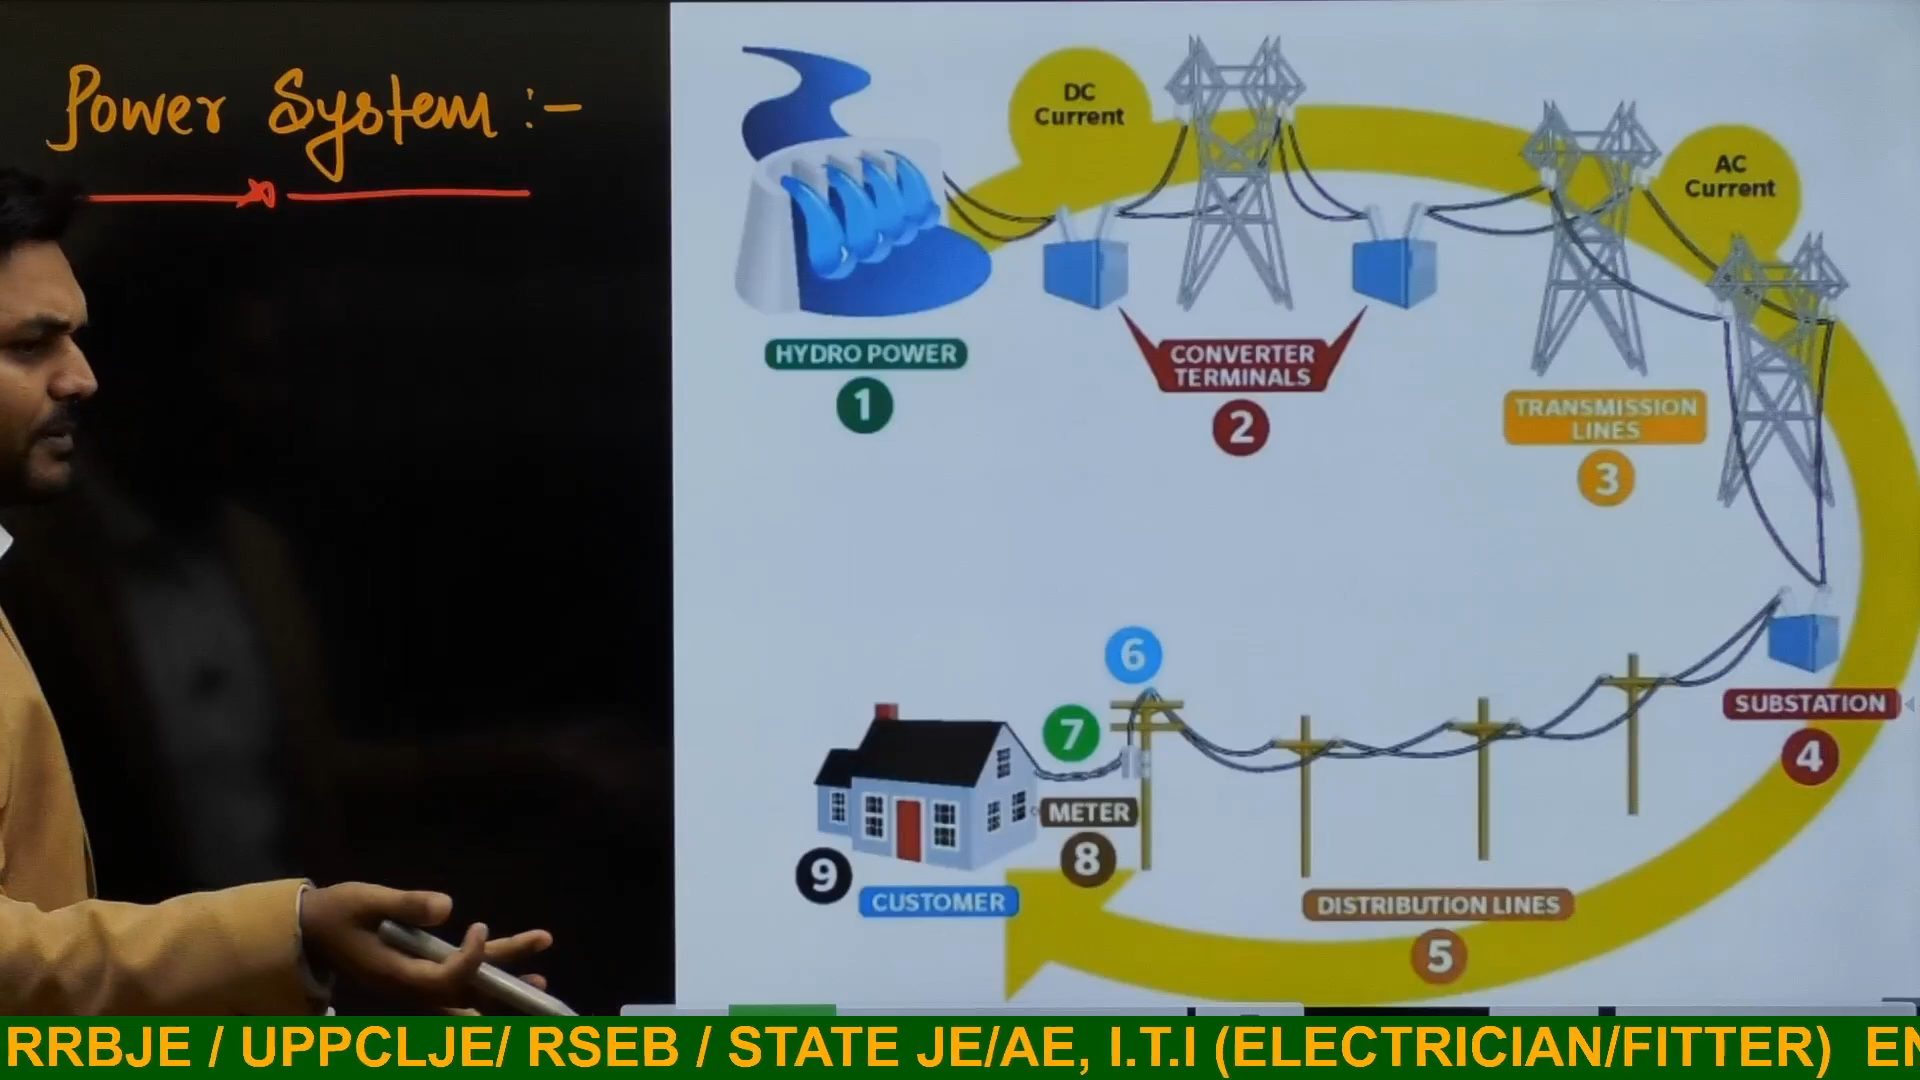 Power System :-
DC
Current
AC
Current
HYDRO POWER
1
CONVERTER
TERMINALS
2
TRANSMISSION
LINES
3
SUBSTATION
4
DISTRIBUTION LINES
5
6
7
METER
8
9
CUSTOMER
RRBJE / UPPCLJE/ RSEB / STATE JE/AE, I.T.I (ELECTRICIAN/FITTER) EN